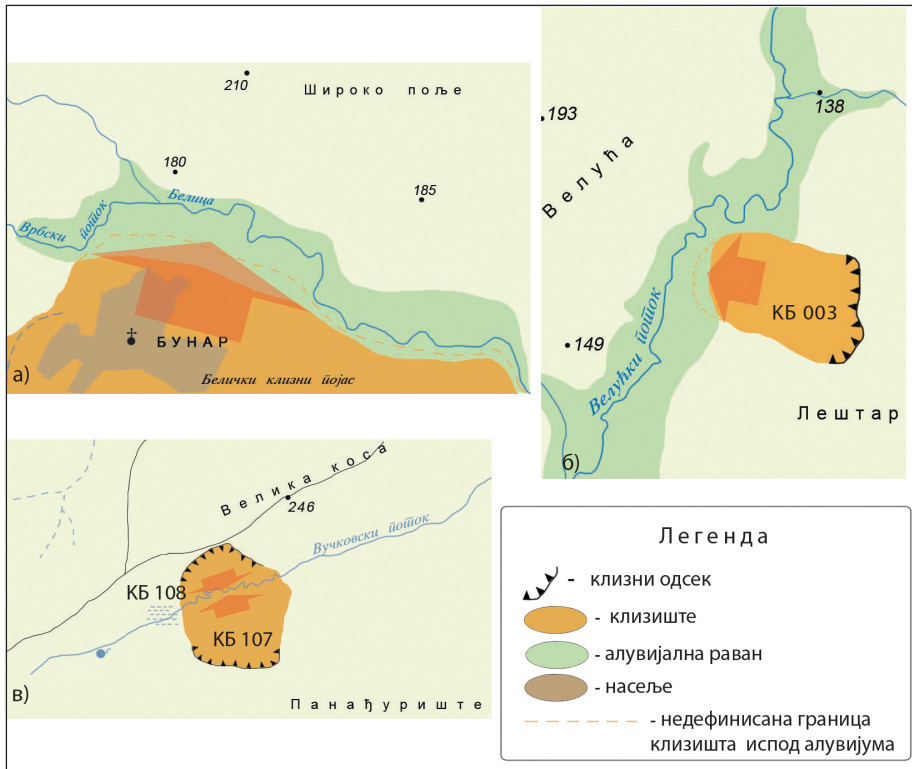 210
Широко поље
180
185
Белица
Врбски
поток
БУНАР
Белички клизни појас
а)
138
193
Велућа
КБ 003
149
Велућки поток
Лештар
б)
Велика коса
246
Вучковски поток
КБ 108
КБ 107
в)
Панађуриште
Легенда
- клизни одсек
- клизиште
- алувијална раван
- насеље
- недефинисана граница
клизишта испод алувијума